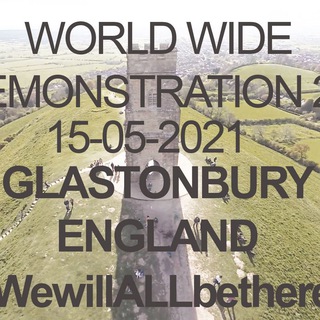 WORLD WIDE
EMONSTRATION 2
15-05-2021
GLASTONBURY
ENGLAND
WewillALLbethere